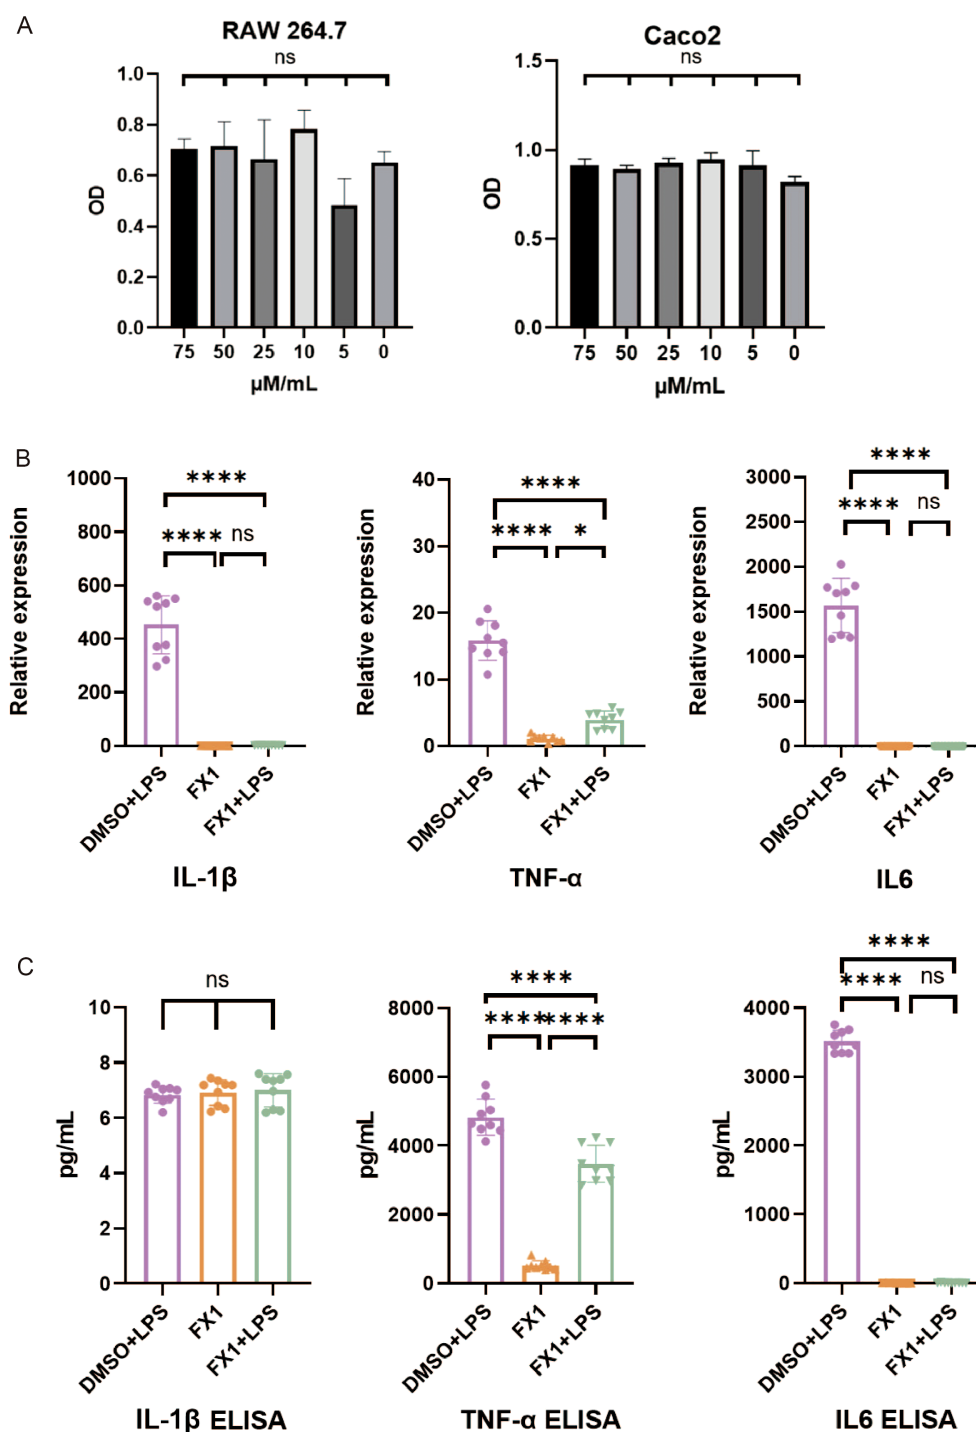 A
RAW 264.7
ns
1.0
0.8
0.6
0.4
0.2
0.0
OD
75 50 25 10 5 0
µM/mL
Caco2
ns
1.5
1.0
0.5
0.0
OD
75 50 25 10 5 0
µM/mL
B
Relative expression
1000
800
600
400
200
0
****
**** ns
DMSO+LPS
FX1
FX1+LPS
IL-1β
Relative expression
40
30
20
10
0
****
**** *
DMSO+LPS
FX1
FX1+LPS
TNF-α
Relative expression
3000
2500
2000
1500
1000
500
0
****
**** ns
DMSO+LPS
FX1
FX1+LPS
IL6
C
pg/mL
10
8
6
4
2
0
ns
DMSO+LPS
FX1
FX1+LPS
IL-1β ELISA
pg/mL
8000
6000
4000
2000
0
****
**** ****
DMSO+LPS
FX1
FX1+LPS
TNF-α ELISA
pg/mL
4000
3000
2000
1000
0
****
**** ns
DMSO+LPS
FX1
FX1+LPS
IL6 ELISA